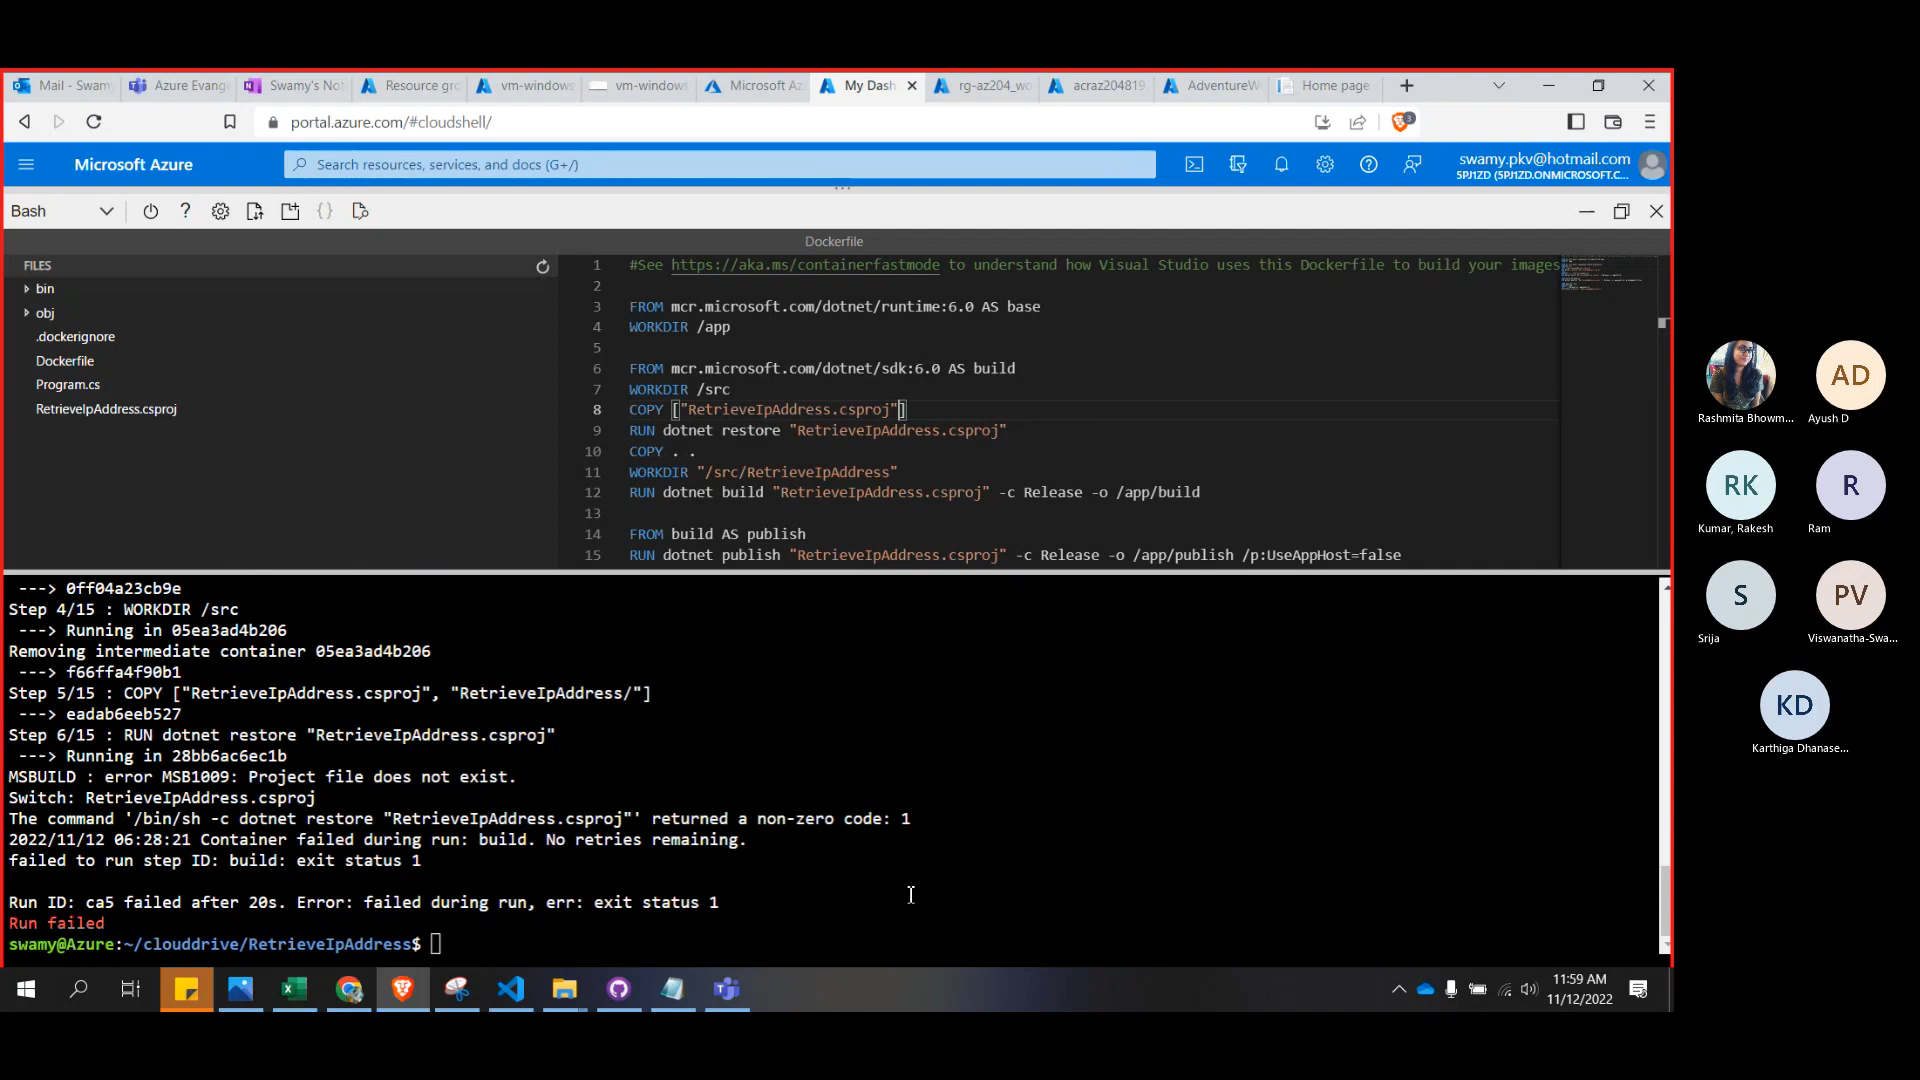 Mail - Swamy
Azure Evange
Swamy's Not
Resource gro
vm-windows
vm-windows
Microsoft Az
My Dash
rg-az204_wo
acraz204819
AdventureW
Home page
portal.azure.com/#cloudshell/
3
Microsoft Azure
Search resources, services, and docs (G+/)
swamy.pkv@hotmail.com
5PJ1ZD (5PJ1ZD.ONMICROSOFT.C...
Bash
Dockerfile
FILES
bin
obj
.dockerignore
Dockerfile
Program.cs
RetrieveIpAddress.csproj
1 #See https://aka.ms/containerfastmode to understand how Visual Studio uses this Dockerfile to build your images
2
3 FROM mcr.microsoft.com/dotnet/runtime:6.0 AS base
4 WORKDIR /app
5
6 FROM mcr.microsoft.com/dotnet/sdk:6.0 AS build
7 WORKDIR /src
8 COPY ["RetrieveIpAddress.csproj"]
9 RUN dotnet restore "RetrieveIpAddress.csproj"
10 COPY . .
11 WORKDIR "/src/RetrieveIpAddress"
12 RUN dotnet build "RetrieveIpAddress.csproj" -c Release -o /app/build
13
14 FROM build AS publish
15 RUN dotnet publish "RetrieveIpAddress.csproj" -c Release -o /app/publish /p:UseAppHost=false
---> 0ff04a23cb9e
Step 4/15 : WORKDIR /src
---> Running in 05ea3ad4b206
Removing intermediate container 05ea3ad4b206
---> f66ffa4f90b1
Step 5/15 : COPY ["RetrieveIpAddress.csproj", "RetrieveIpAddress/"]
---> eadab6eeb527
Step 6/15 : RUN dotnet restore "RetrieveIpAddress.csproj"
---> Running in 28bb6ac6ec1b
MSBUILD : error MSB1009: Project file does not exist.
Switch: RetrieveIpAddress.csproj
The command '/bin/sh -c dotnet restore "RetrieveIpAddress.csproj"' returned a non-zero code: 1
2022/11/12 06:28:21 Container failed during run: build. No retries remaining.
failed to run step ID: build: exit status 1
Run ID: ca5 failed after 20s. Error: failed during run, err: exit status 1
Run failed
swamy@Azure:~/clouddrive/RetrieveIpAddress$
11:59 AM
11/12/2022
Rashmita Bhowm...
AD
Ayush D
RK
Kumar, Rakesh
R
Ram
S
Srija
PV
Viswanatha-Swa...
KD
Karthiga Dhanase...